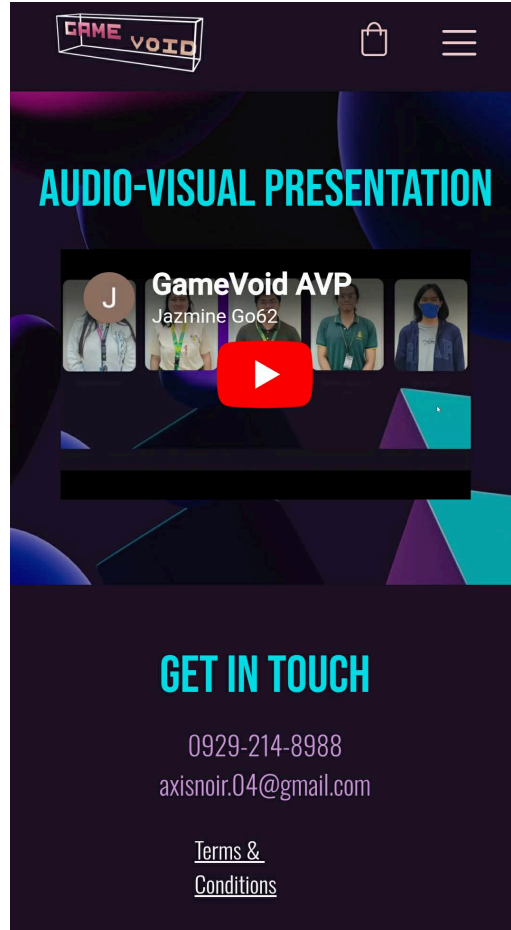 GAME VOID
AUDIO-VISUAL PRESENTATION
J
GameVoid AVP
Jazmine Go62
GET IN TOUCH
0929-214-8988
axisnoir.04@gmail.com
Terms &
Conditions